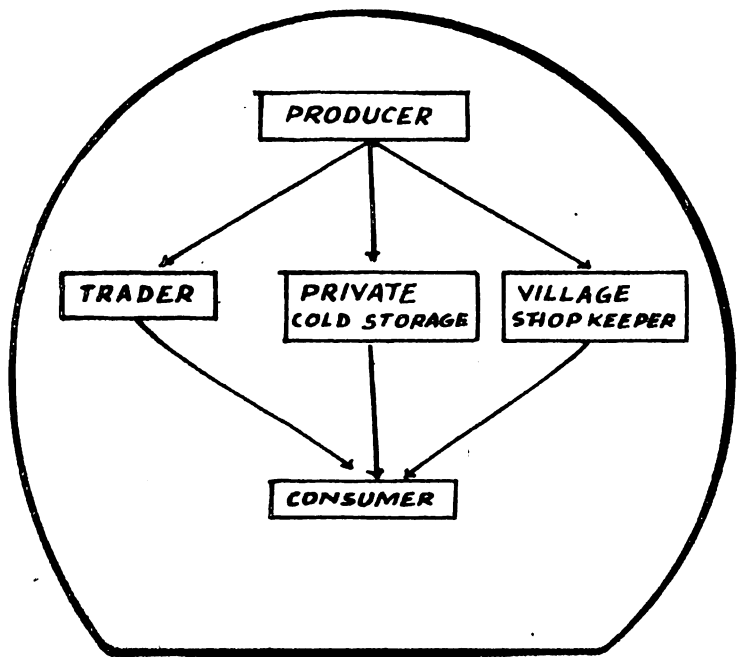 PRODUCER
TRADER
PRIVATE
COLD STORAGE
VILLAGE
SHOP KEEPER
CONSUMER